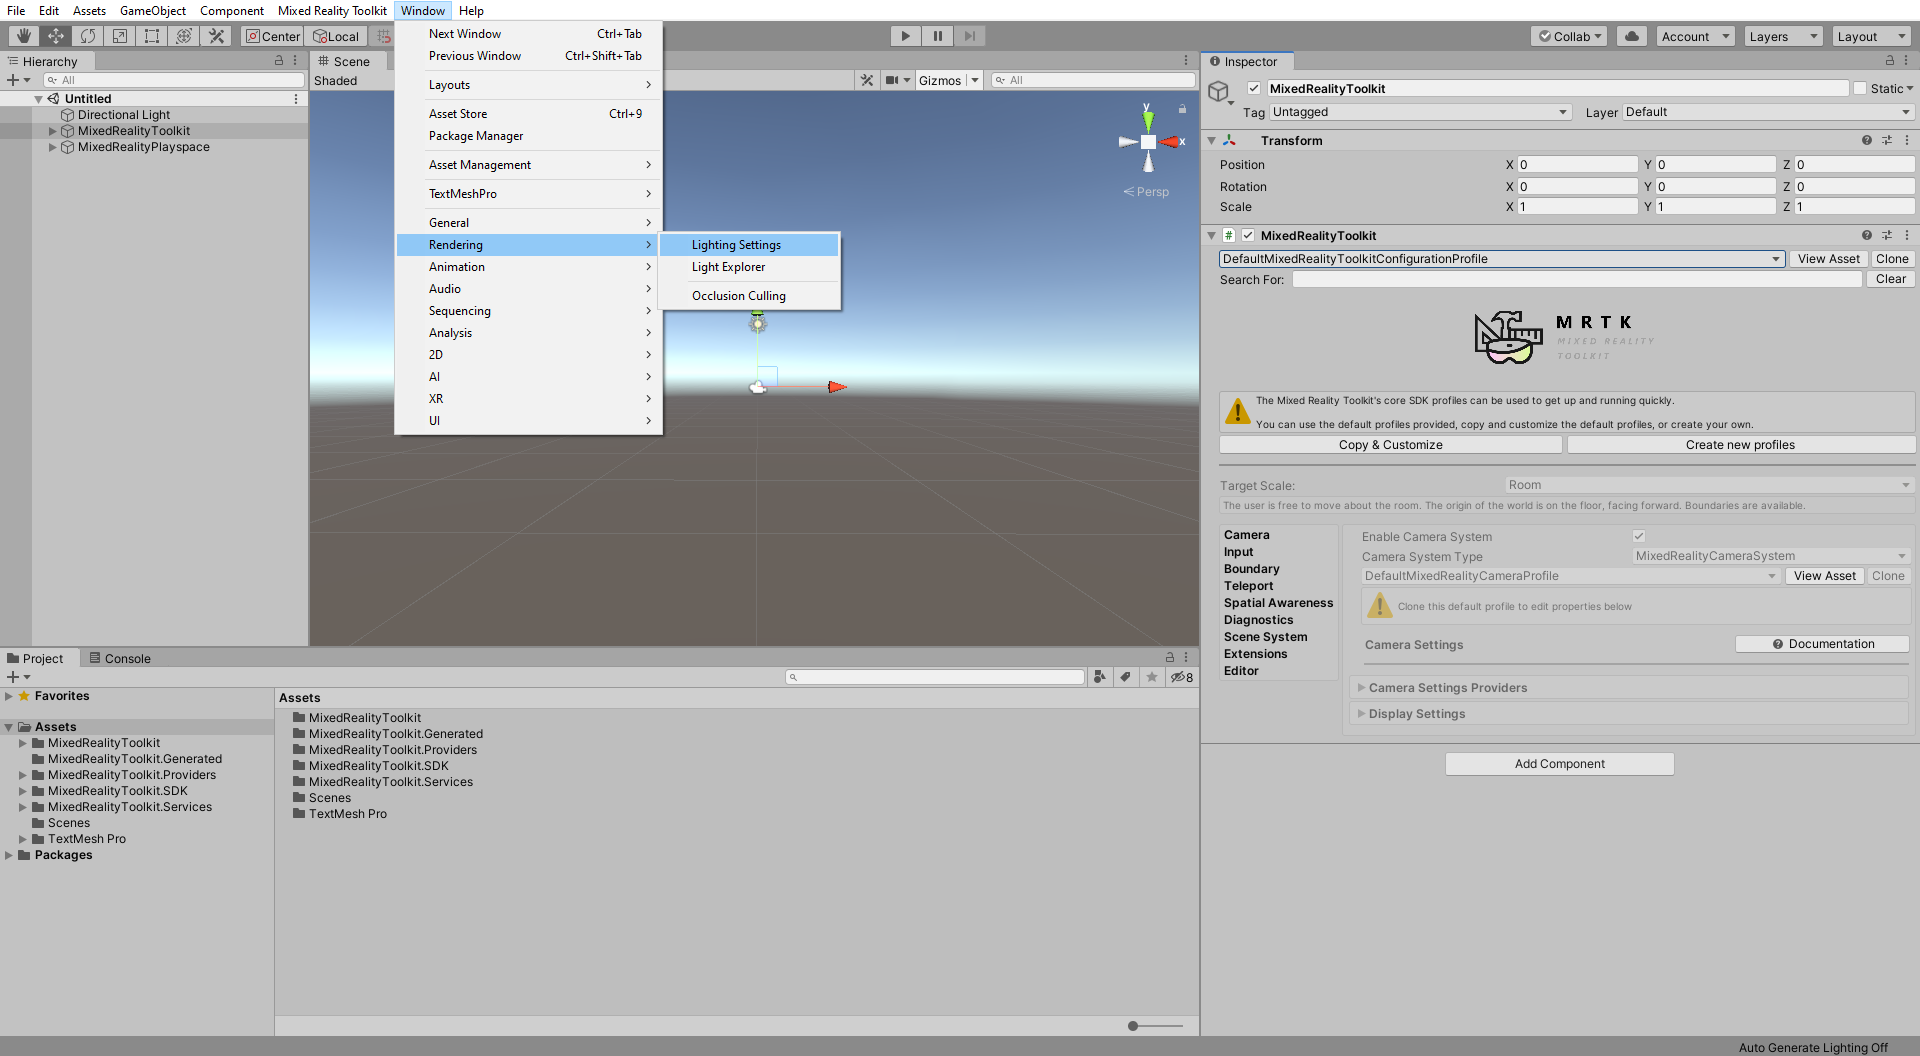 File Edit Assets GameObject Component Mixed Reality Toolkit Window Help
Center Local
Collab Account Layers Layout
Hierarchy
All
Untitled
Directional Light
MixedRealityToolkit
MixedRealityPlayspace
Next Window Ctrl+Tab
Previous Window Ctrl+Shift+Tab
Layouts
Asset Store Ctrl+9
Package Manager
Asset Management
TextMeshPro
General
Rendering
Animation
Audio
Sequencing
Analysis
2D
AI
XR
UI
Lighting Settings
Light Explorer
Occlusion Culling
Scene
Shaded
Gizmos All
y
x
Persp
Inspector
MixedRealityToolkit Static
Tag Untagged Layer Default
Transform
Position X 0 Y 0 Z 0
Rotation X 0 Y 0 Z 0
Scale X 1 Y 1 Z 1
# MixedRealityToolkit
DefaultMixedRealityToolkitConfigurationProfile View Asset Clone
Search For: Clear
MRTK
MIXED REALITY
TOOLKIT
The Mixed Reality Toolkit's core SDK profiles can be used to get up and running quickly.
You can use the default profiles provided, copy and customize the default profiles, or create your own.
Copy & Customize Create new profiles
Target Scale: Room
The user is free to move about the room. The origin of the world is on the floor, facing forward. Boundaries are available.
Camera
Input
Boundary
Teleport
Spatial Awareness
Diagnostics
Scene System
Extensions
Editor
Enable Camera System
Camera System Type MixedRealityCameraSystem
DefaultMixedRealityCameraProfile View Asset Clone
Clone this default profile to edit properties below
Camera Settings Documentation
Camera Settings Providers
Display Settings
Add Component
Project Console
8
Favorites
Assets
MixedRealityToolkit
MixedRealityToolkit.Generated
MixedRealityToolkit.Providers
MixedRealityToolkit.SDK
MixedRealityToolkit.Services
Scenes
TextMesh Pro
Packages
Assets
MixedRealityToolkit
MixedRealityToolkit.Generated
MixedRealityToolkit.Providers
MixedRealityToolkit.SDK
MixedRealityToolkit.Services
Scenes
TextMesh Pro
Auto Generate Lighting Off